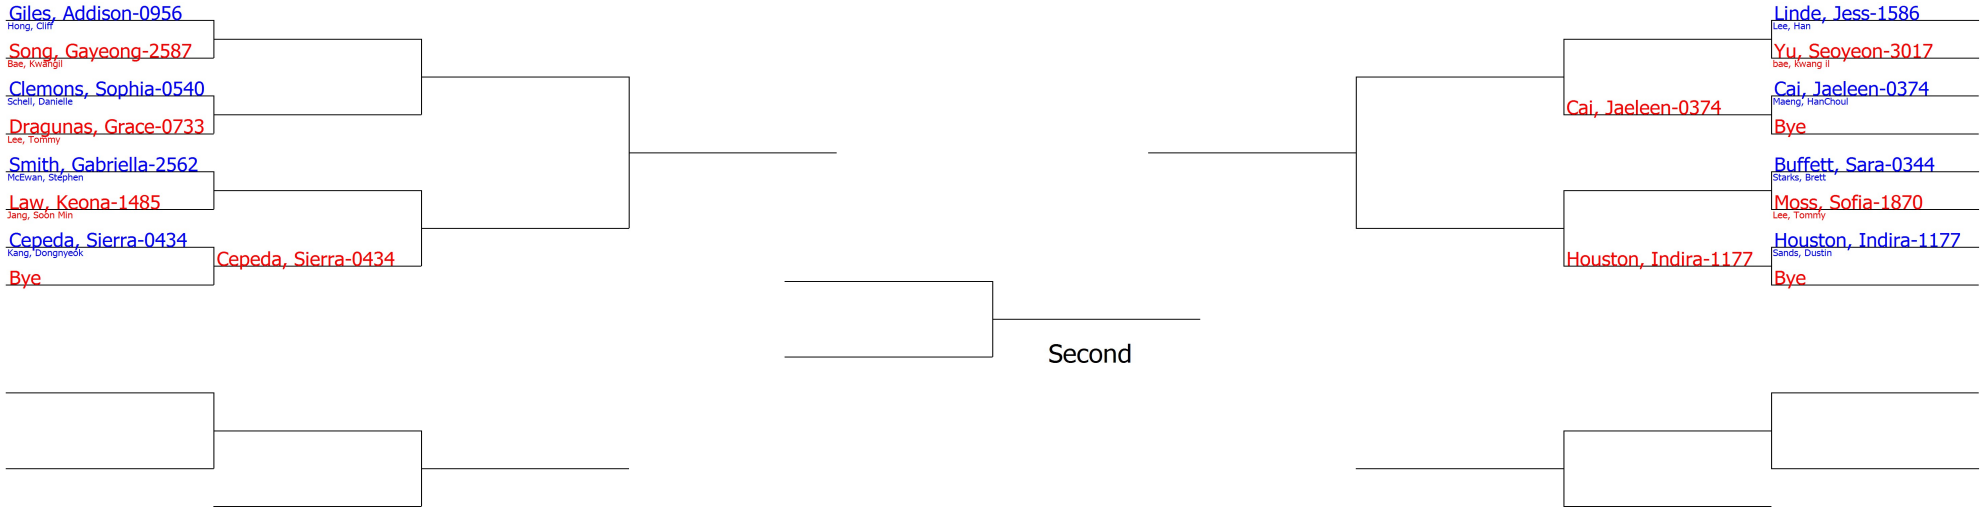 Giles, Addison-0956
Hong, Cliff
Song, Gayeong-2587
Bae, Kwangil
Clemons, Sophia-0540
Schell, Danielle
Dragunas, Grace-0733
Lee, Tommy
Smith, Gabriella-2562
McEwan, Stephen
Law, Keona-1485
Jang, Soon Min
Cepeda, Sierra-0434
Kang, Dongnyeok
Bye
Cepeda, Sierra-0434
Second
Cai, Jaeleen-0374
Houston, Indira-1177
Linde, Jess-1586
Lee, Han
Yu, Seoyeon-3017
bae, kwang il
Cai, Jaeleen-0374
Maeng, HanChoul
Bye
Buffett, Sara-0344
Starks, Brett
Moss, Sofia-1870
Lee, Tommy
Houston, Indira-1177
Sands, Dustin
Bye